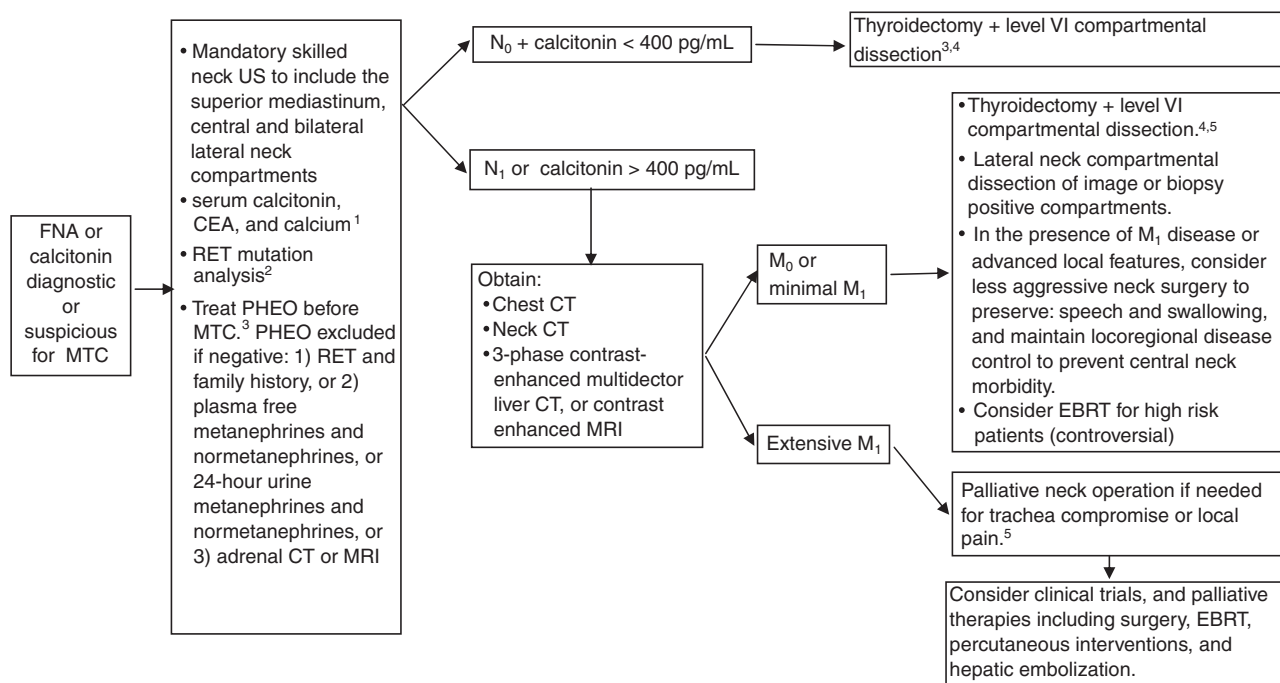 FNA or
calcitonin
diagnostic
or
suspicious
for MTC
• Mandatory skilled
neck US to include the
superior mediastinum,
central and bilateral
lateral neck
compartments
• serum calcitonin,
CEA, and calcium¹
• RET mutation
analysis²
• Treat PHEO before
MTC.³ PHEO excluded
if negative: 1) RET and
family history, or 2)
plasma free
metanephrines and
normetanephrines, or
24-hour urine
metanephrines and
normetanephrines, or
3) adrenal CT or MRI
N₀ + calcitonin < 400 pg/mL
Thyroidectomy + level VI compartmental
dissection³,⁴
N₁ or calcitonin > 400 pg/mL
Obtain:
• Chest CT
• Neck CT
• 3-phase contrast-
enhanced multidector
liver CT, or contrast
enhanced MRI
M₀ or
minimal M₁
• Thyroidectomy + level VI
compartmental dissection.⁴,⁵
• Lateral neck compartmental
dissection of image or biopsy
positive compartments.
• In the presence of M₁ disease or
advanced local features, consider
less aggressive neck surgery to
preserve: speech and swallowing,
and maintain locoregional disease
control to prevent central neck
morbidity.
• Consider EBRT for high risk
patients (controversial)
Extensive M₁
Palliative neck operation if needed
for trachea compromise or local
pain.⁵
Consider clinical trials, and palliative
therapies including surgery, EBRT,
percutaneous interventions, and
hepatic embolization.